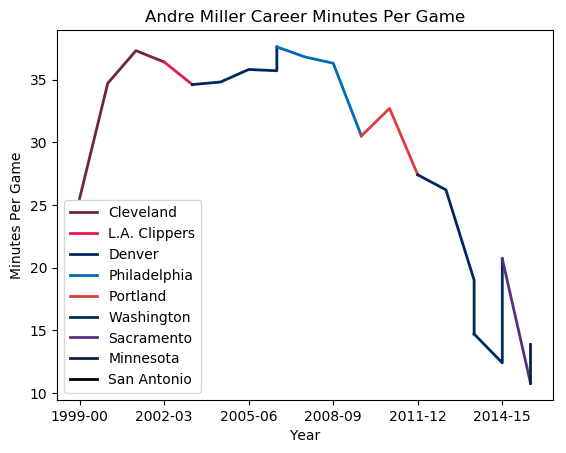 Andre Miller Career Minutes Per Game
Minutes Per Game
35
30
25
20
15
10
Cleveland
L.A. Clippers
Denver
Philadelphia
Portland
Washington
Sacramento
Minnesota
San Antonio
1999-00 2002-03 2005-06 2008-09 2011-12 2014-15
Year